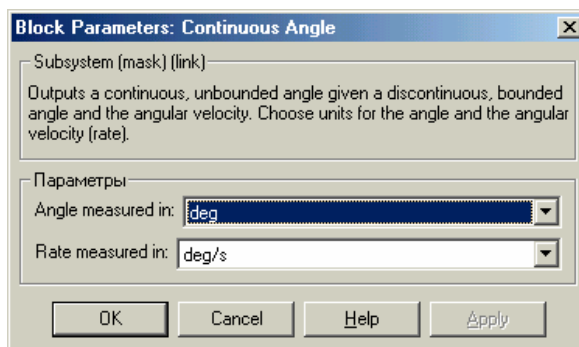 Block Parameters: Continuous Angle
Subsystem (mask) (link)
Outputs a continuous, unbounded angle given a discontinuous, bounded
angle and the angular velocity. Choose units for the angle and the angular
velocity (rate).
Параметры
Angle measured in: deg
Rate measured in: deg/s
OK Cancel Help Apply